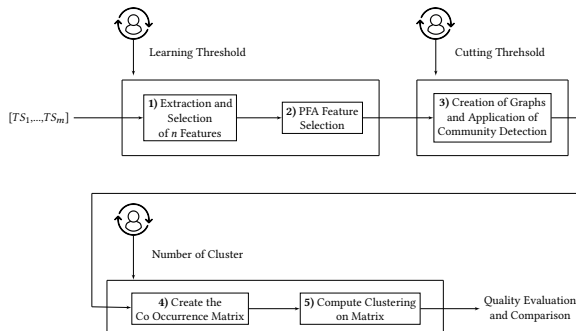 Learning Threshold
Cutting Threhsold
[TS1,...,TSm]
1) Extraction and
Selection
of n Features
2) PFA Feature
Selection
3) Creation of Graphs
and Application of
Community Detection
Number of Cluster
4) Create the
Co Occurrence Matrix
5) Compute Clustering
on Matrix
Quality Evaluation
and Comparison